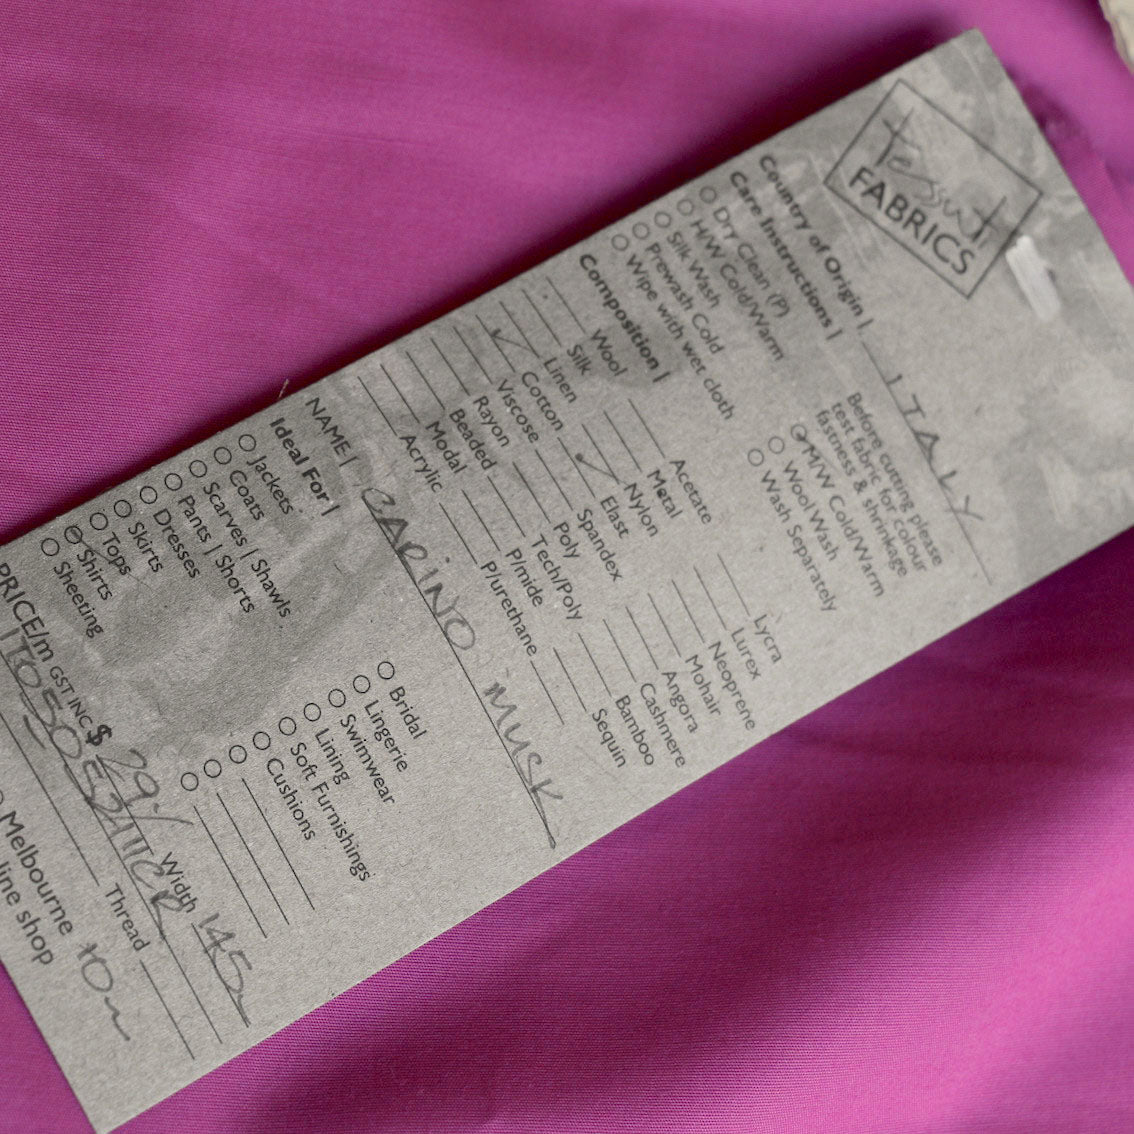 Tessuti
FABRICS
Country of Origin | ITALY
Care Instructions |
Before cutting please
test fabric for colour
fastness & shrinkage
Dry Clean (P)
H/W Cold/Warm
Silk Wash
Prewash Cold
Wipe with wet cloth
M/W Cold/Warm
Wool Wash
Wash Separately
Composition |
Wool
Silk
Linen
✓ Cotton
Viscose
Rayon
Beaded
Modal
Acrylic
Acetate
Metal
Nylon
✓ Elast
Spandex
Poly
Tech/Poly
P/mide
P/urethane
Lycra
Lurex
Neoprene
Mohair
Angora
Cashmere
Bamboo
Sequin
NAME | CARINO MUSK
Ideal For |
Jackets
Coats
Scarves | Shawls
Pants | Shorts
Dresses
Skirts
Tops
Shirts
Sheeting
Bridal
Lingerie
Swimwear
Lining
Soft Furnishings
Cushions
PRICE/m GST INC $ 29.- Width 145
Thread
Melbourne
line shop